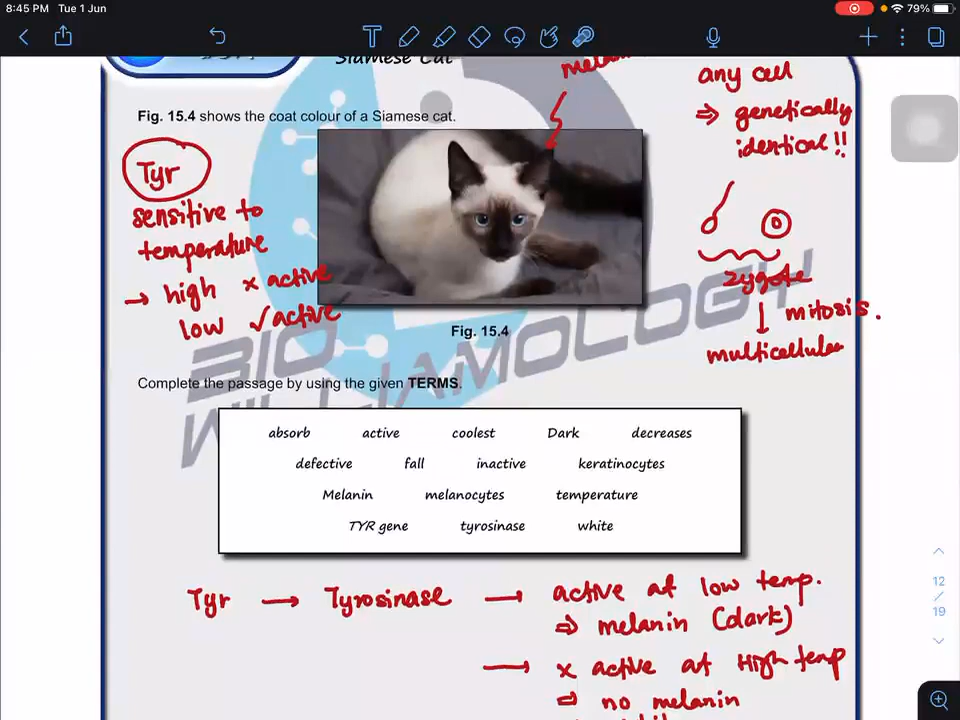 8:45 PM Tue 1 Jun
79%
Siamese Cat
any cell
⇒ genetically
identical!!
Fig. 15.4 shows the coat colour of a Siamese cat.
Tyr
sensitive to
temperature
→ high x active
low ✓active
zygote
↓ mitosis.
multicellular
Fig. 15.4
BIO
WILLIAMOLOGY
Complete the passage by using the given TERMS.
absorb active coolest Dark decreases
defective fall inactive keratinocytes
Melanin melanocytes temperature
TYR gene tyrosinase white
Tyr → Tyrosinase → active at low temp.
⇒ melanin (dark)
→ x active at High temp
⇒ no melanin
12
/
19